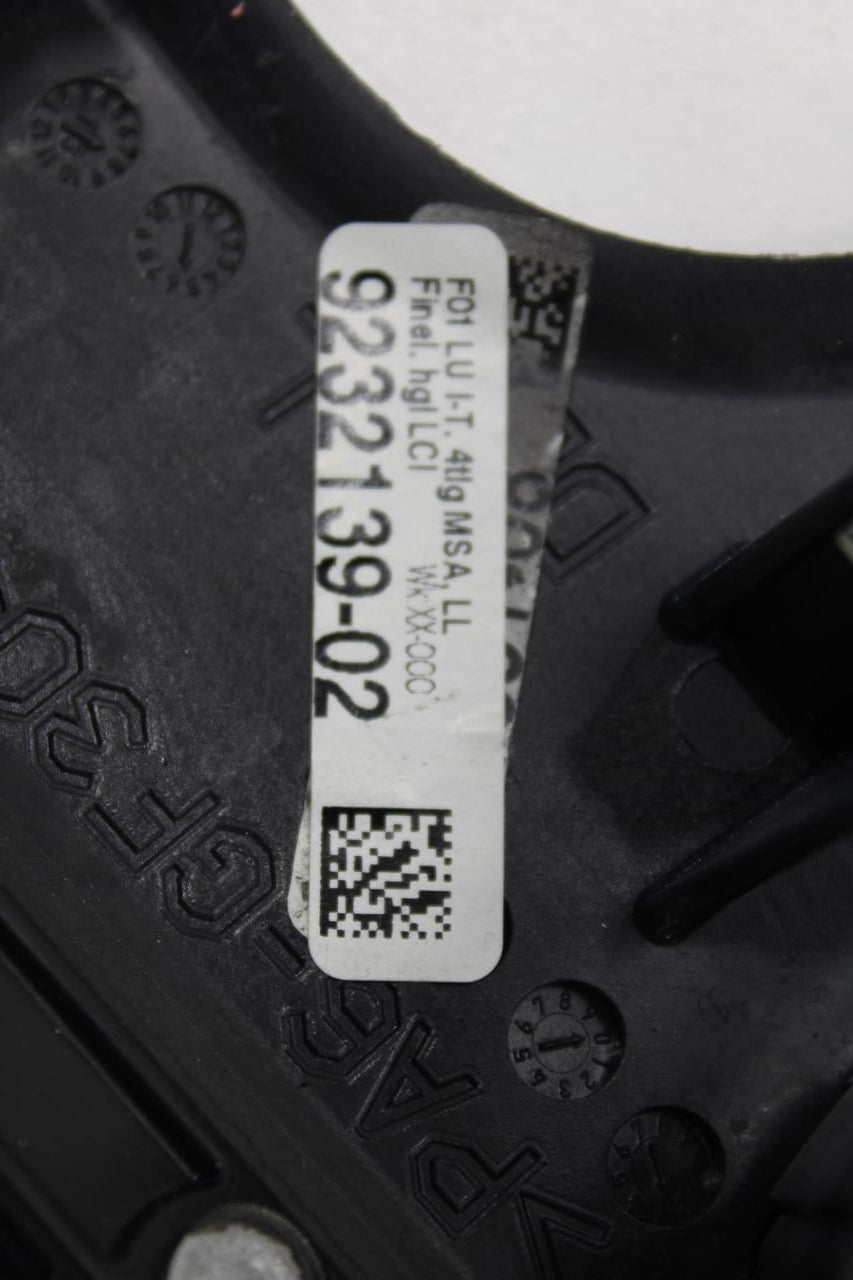 F01 LU I-T. 4tlg MSA, LL
Finel. hgl LCI
Wk XX-000
9232139-02
PA6-GF30